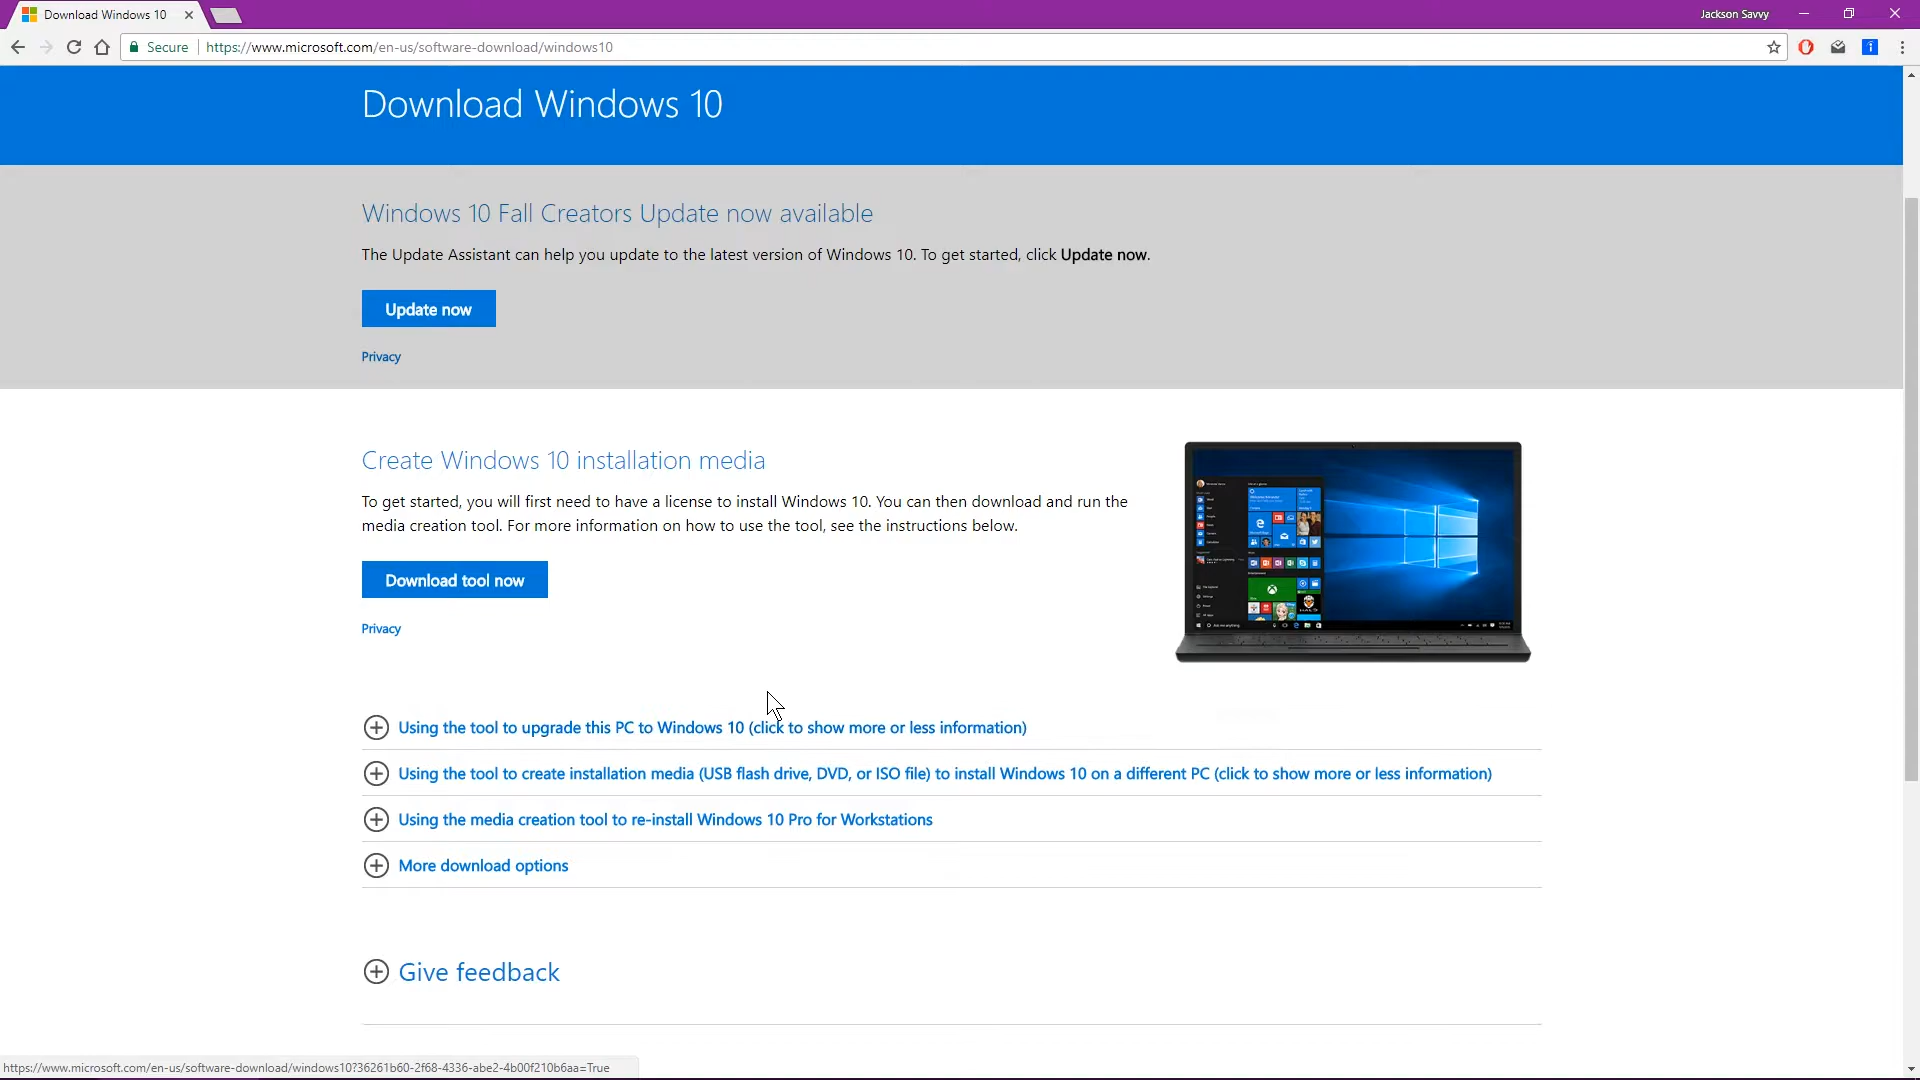 Download Windows 10
Jackson Savvy
Secure
https://www.microsoft.com/en-us/software-download/windows10
Download Windows 10
Windows 10 Fall Creators Update now available
The Update Assistant can help you update to the latest version of Windows 10. To get started, click Update now.
Update now
Privacy
Create Windows 10 installation media
To get started, you will first need to have a license to install Windows 10. You can then download and run the
media creation tool. For more information on how to use the tool, see the instructions below.
Download tool now
Privacy
Using the tool to upgrade this PC to Windows 10 (click to show more or less information)
Using the tool to create installation media (USB flash drive, DVD, or ISO file) to install Windows 10 on a different PC (click to show more or less information)
Using the media creation tool to re-install Windows 10 Pro for Workstations
More download options
Give feedback
https://www.microsoft.com/en-us/software-download/windows10?36261b60-2f68-4336-abe2-4b00f210b6aa=True